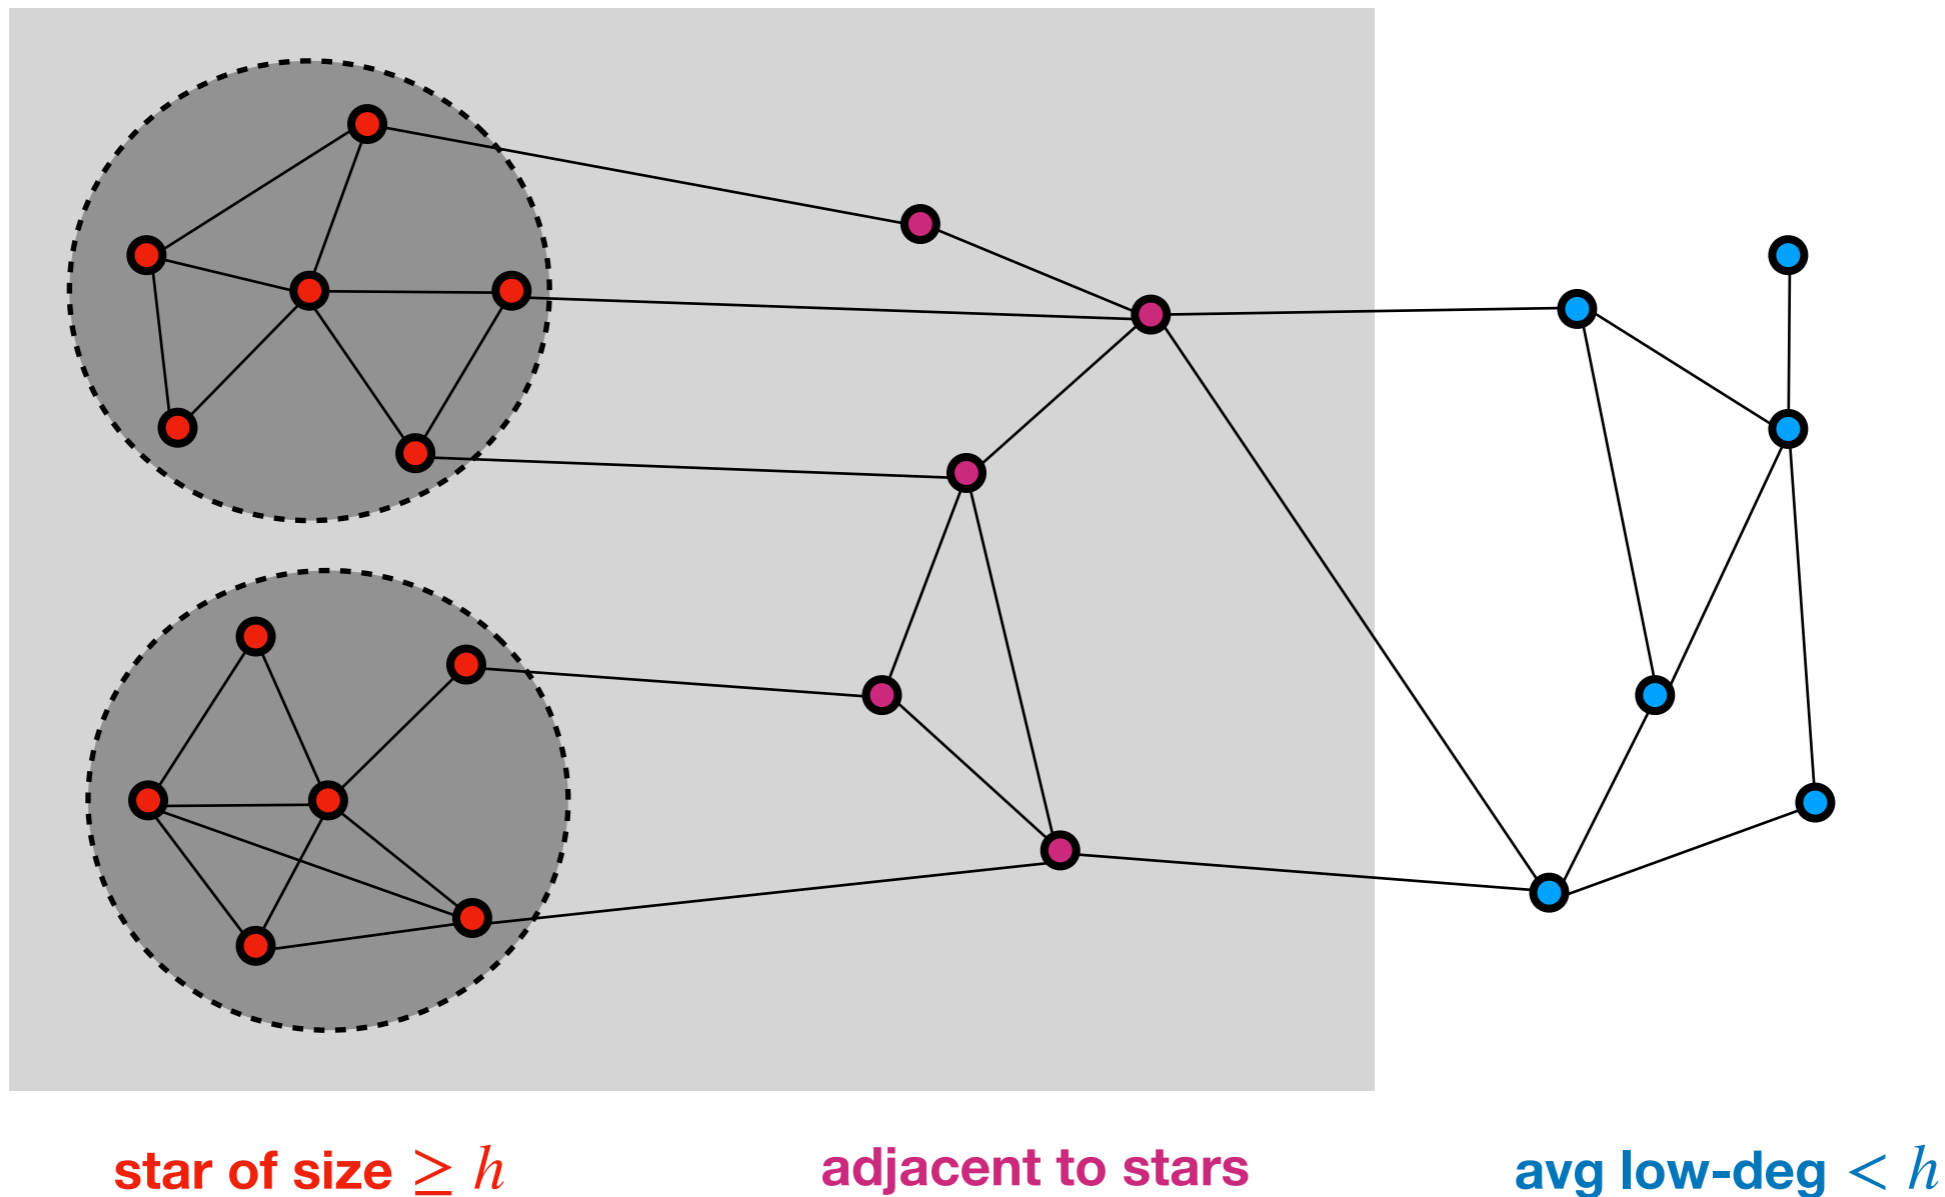 star of size ≥ h
adjacent to stars
avg low-deg < h